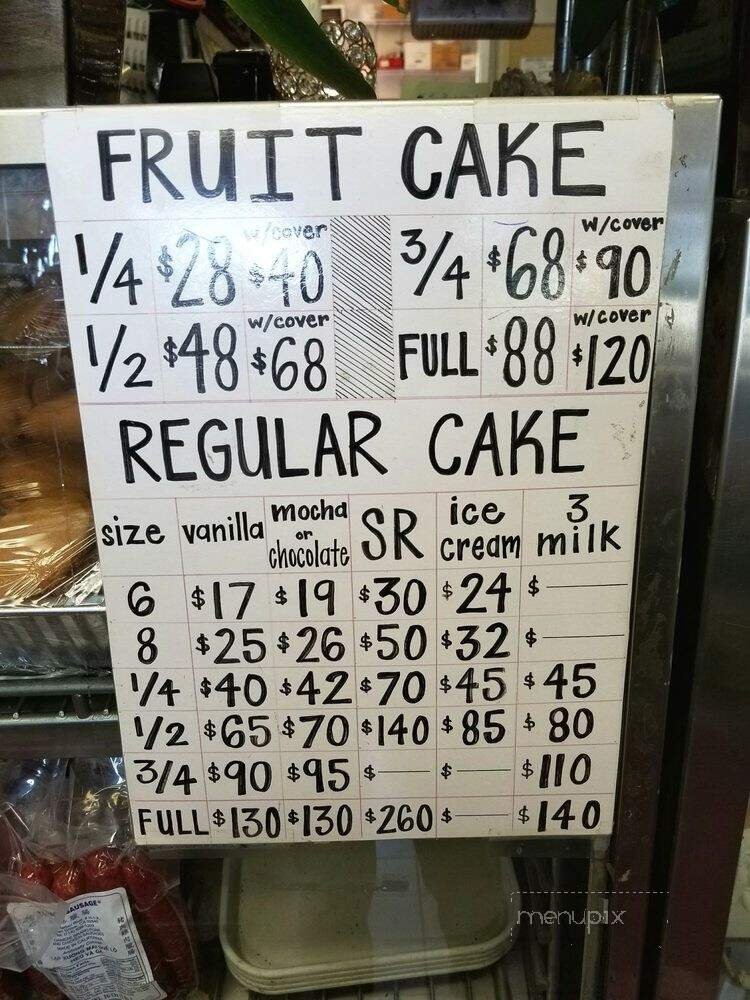 FRUIT CAKE
1/4 $28 w/cover $40 3/4 $68 w/cover $90
1/2 $48 w/cover $68 FULL $88 w/cover $120
REGULAR CAKE
size vanilla mocha or chocolate SR ice cream 3 milk
6 $17 $19 $30 $24 $ —
8 $25 $26 $50 $32 $ —
1/4 $40 $42 $70 $45 $45
1/2 $65 $70 $140 $85 $80
3/4 $90 $95 $ — $ — $110
FULL $130 $130 $260 $ — $140
SAUSAGE
menupix